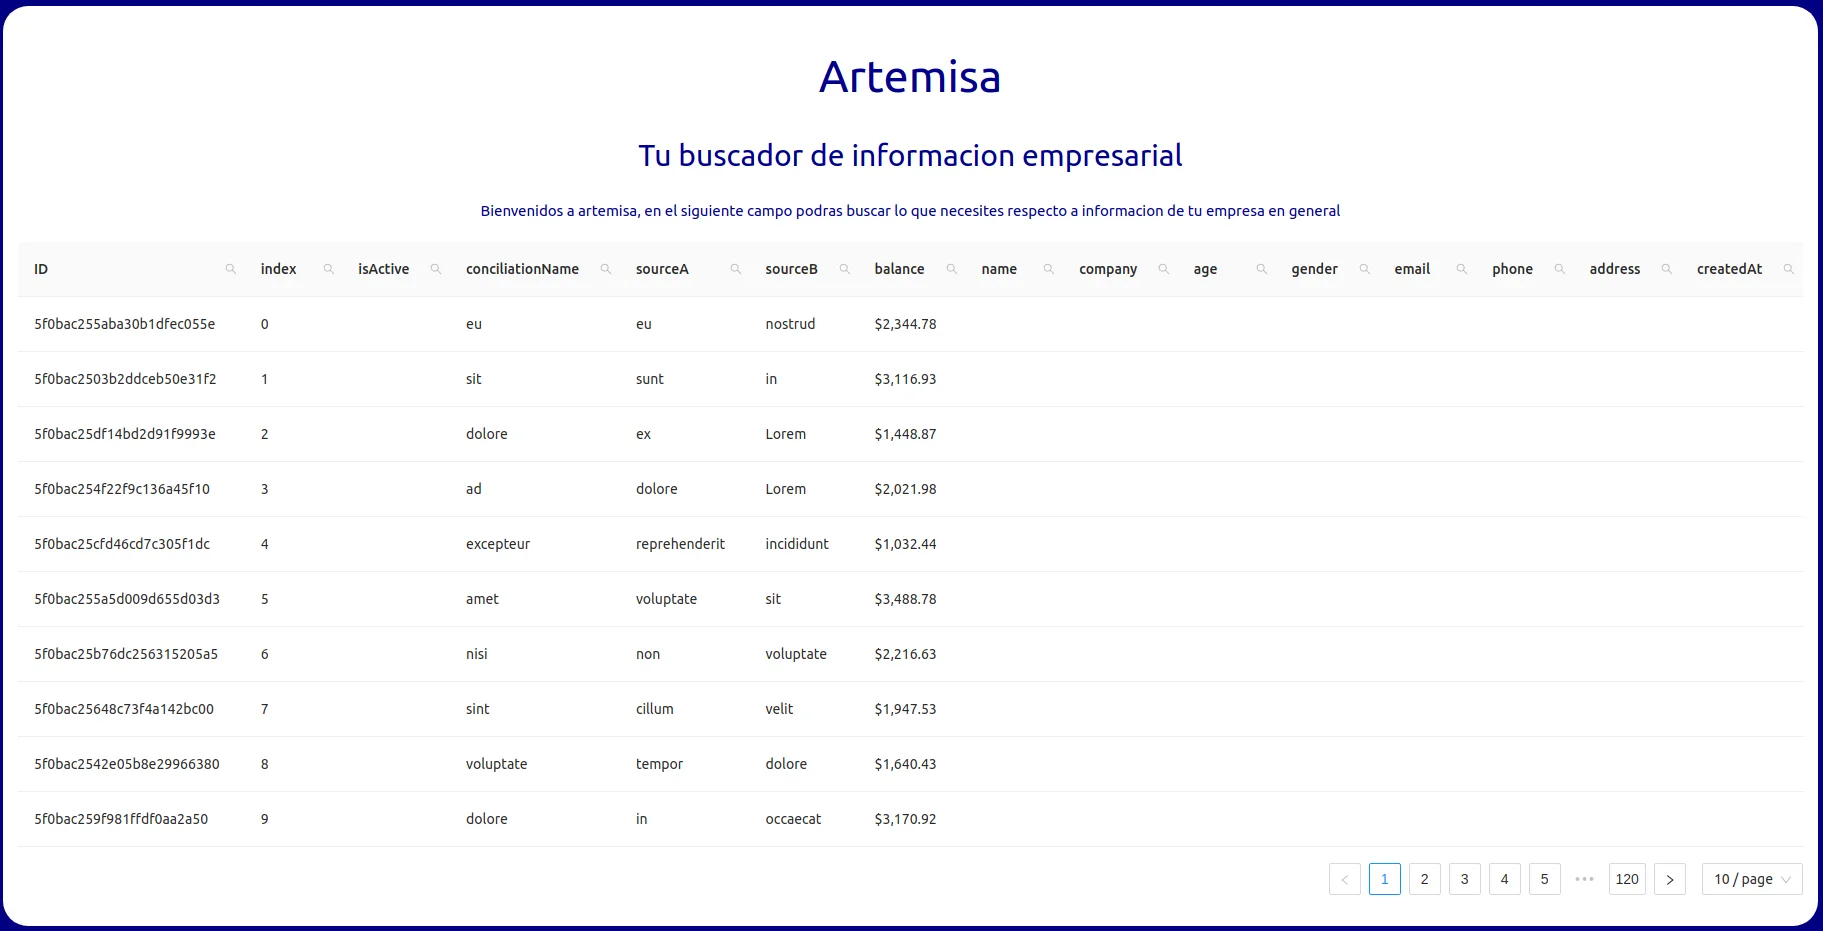 Artemisa
Tu buscador de informacion empresarial
Bienvenidos a artemisa, en el siguiente campo podras buscar lo que necesites respecto a informacion de tu empresa en general
ID index isActive conciliationName sourceA sourceB balance name company age gender email phone address createdAt
5f0bac255aba30b1dfec055e 0 eu eu nostrud $2,344.78
5f0bac2503b2ddceb50e31f2 1 sit sunt in $3,116.93
5f0bac25df14bd2d91f9993e 2 dolore ex Lorem $1,448.87
5f0bac254f22f9c136a45f10 3 ad dolore Lorem $2,021.98
5f0bac25cfd46cd7c305f1dc 4 excepteur reprehenderit incididunt $1,032.44
5f0bac255a5d009d655d03d3 5 amet voluptate sit $3,488.78
5f0bac25b76dc256315205a5 6 nisi non voluptate $2,216.63
5f0bac25648c73f4a142bc00 7 sint cillum velit $1,947.53
5f0bac2542e05b8e29966380 8 voluptate tempor dolore $1,640.43
5f0bac259f981ffdf0aa2a50 9 dolore in occaecat $3,170.92
< 1 2 3 4 5 ••• 120 > 10 / page